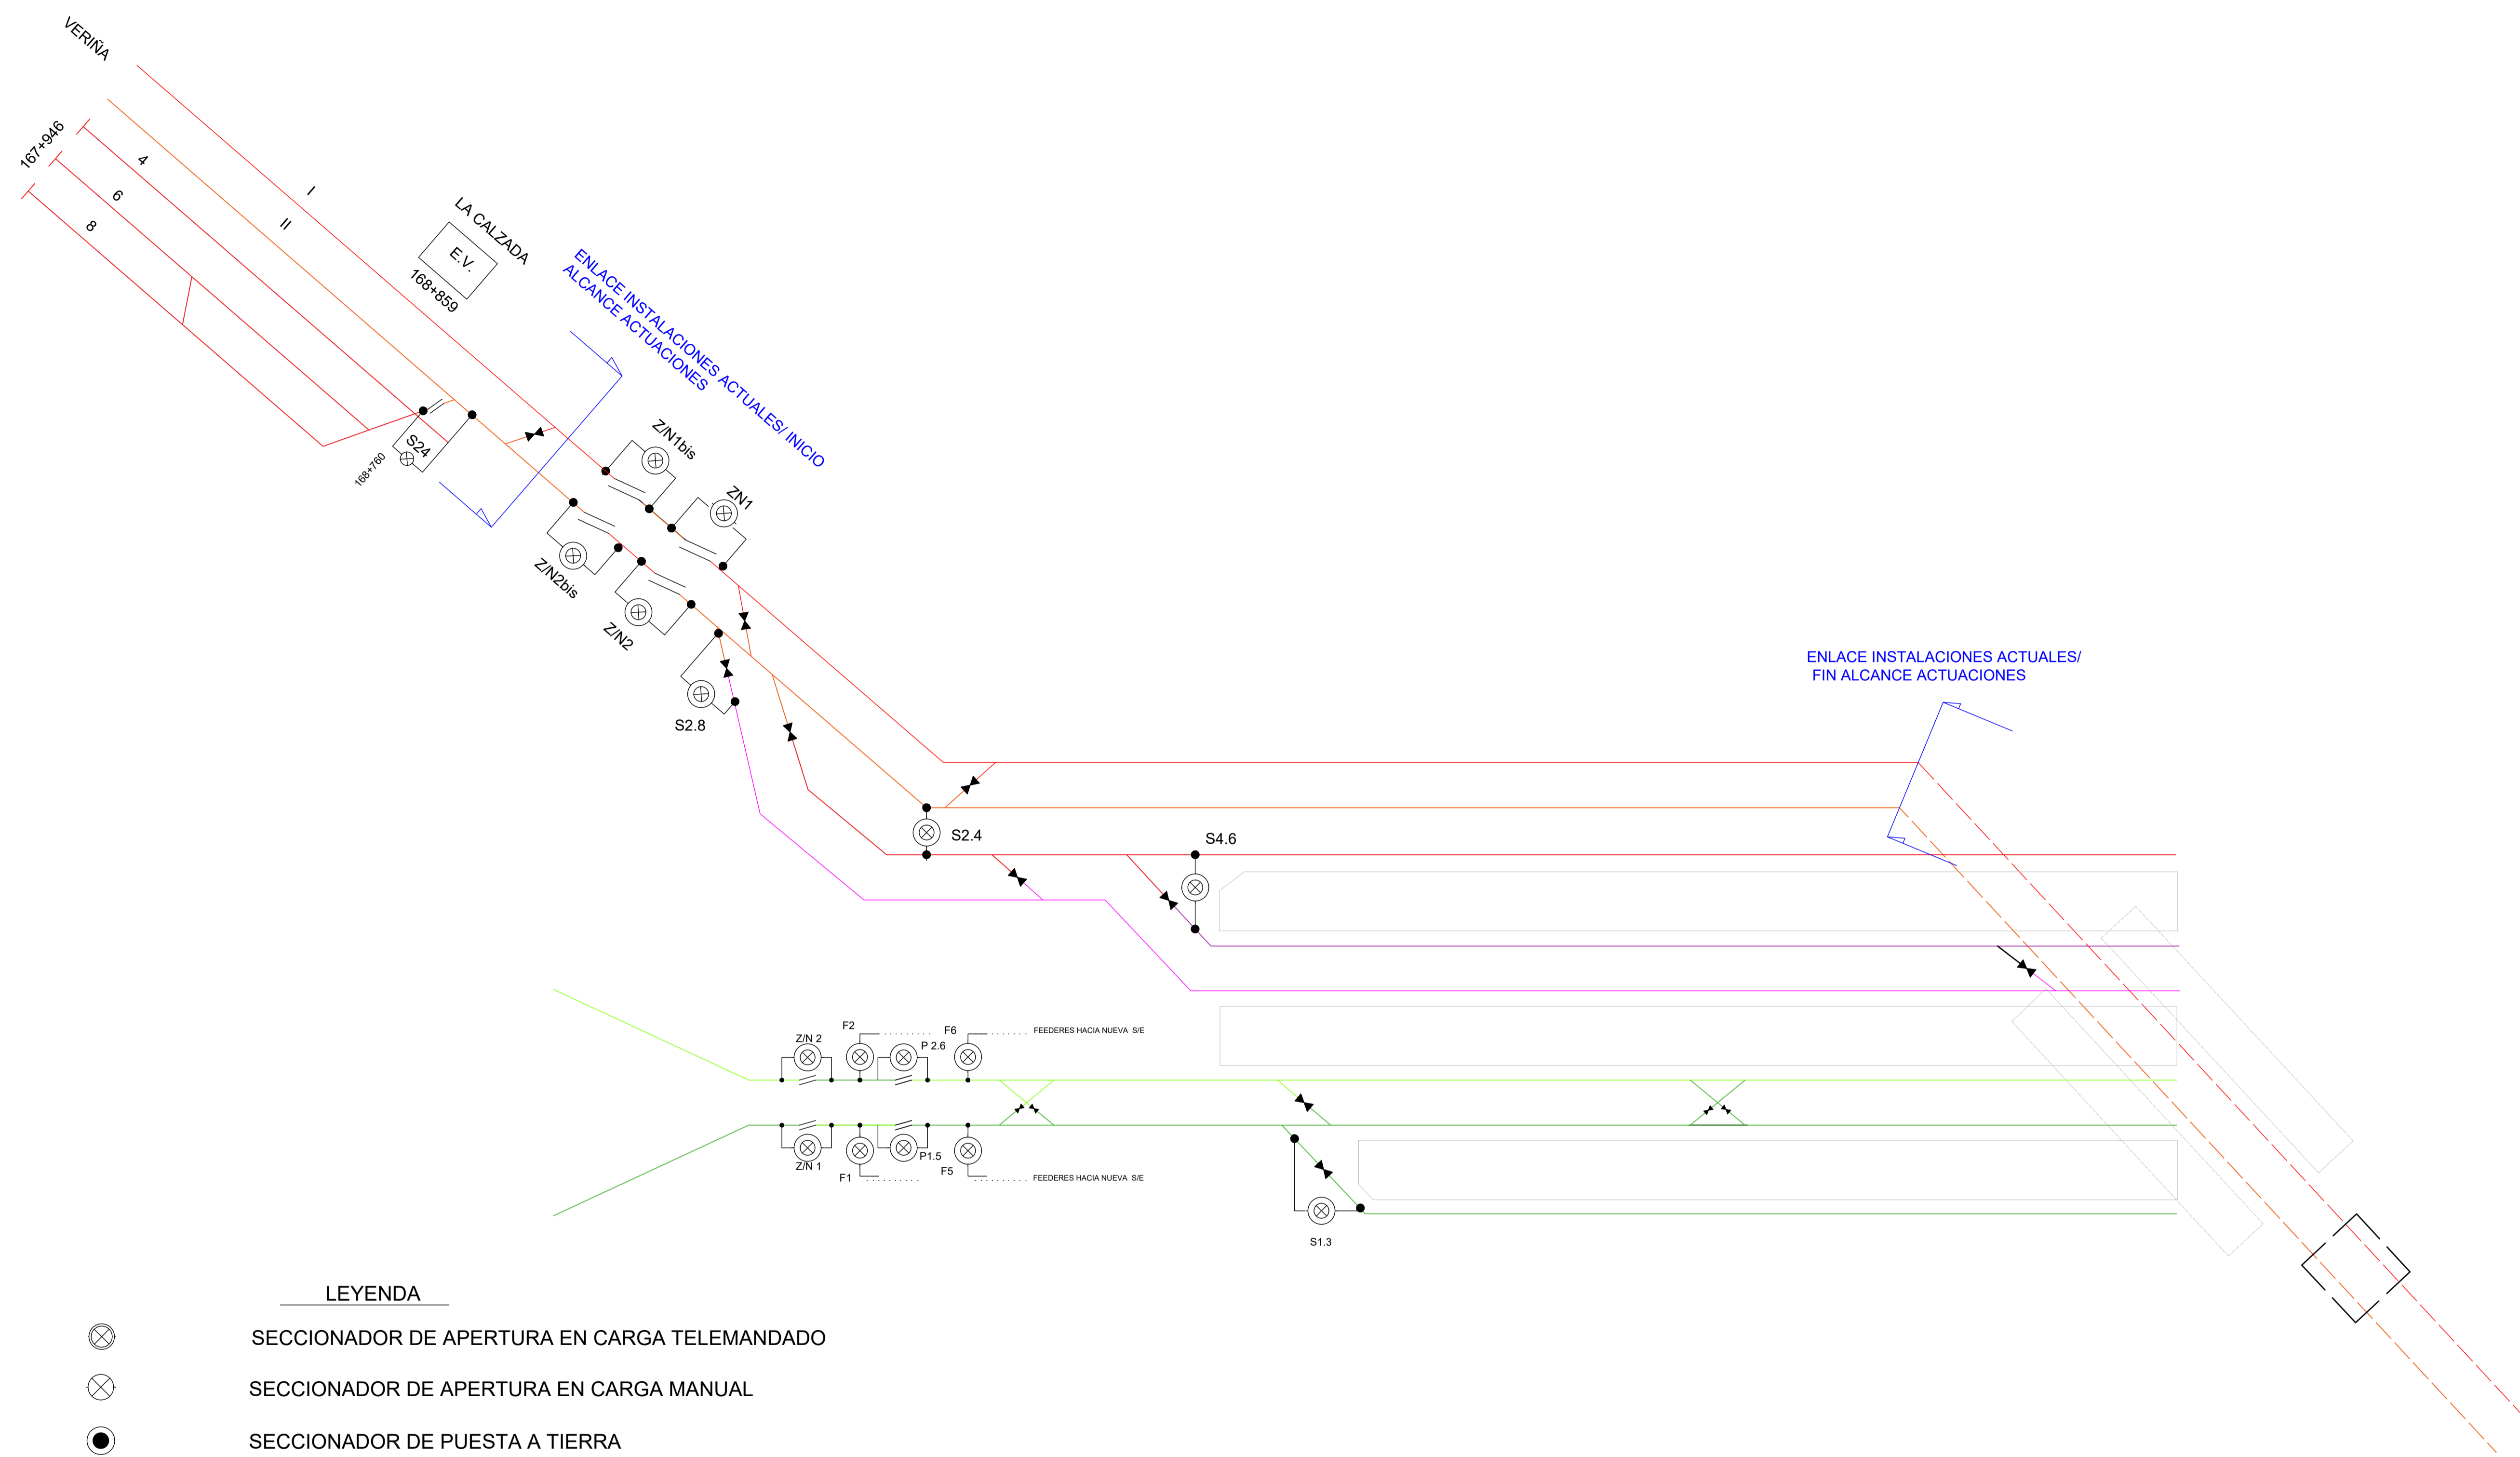 VERIÑA
167+946
4
6
8
I
II
LA CALZADA
E.V.
168+859
ENLACE INSTALACIONES ACTUALES/ INICIO
ALCANCE ACTUACIONES
S24
168+760
Z/N1bis
ZN1
Z/N2bis
Z/N2
S2.8
S2.4
S4.6
ENLACE INSTALACIONES ACTUALES/
FIN ALCANCE ACTUACIONES
Z/N 2
F2
P 2.6
F6
FEEDERES HACIA NUEVA S/E
Z/N 1
F1
P1.5
F5
FEEDERES HACIA NUEVA S/E
S1.3
LEYENDA
SECCIONADOR DE APERTURA EN CARGA TELEMANDADO
SECCIONADOR DE APERTURA EN CARGA MANUAL
SECCIONADOR DE PUESTA A TIERRA